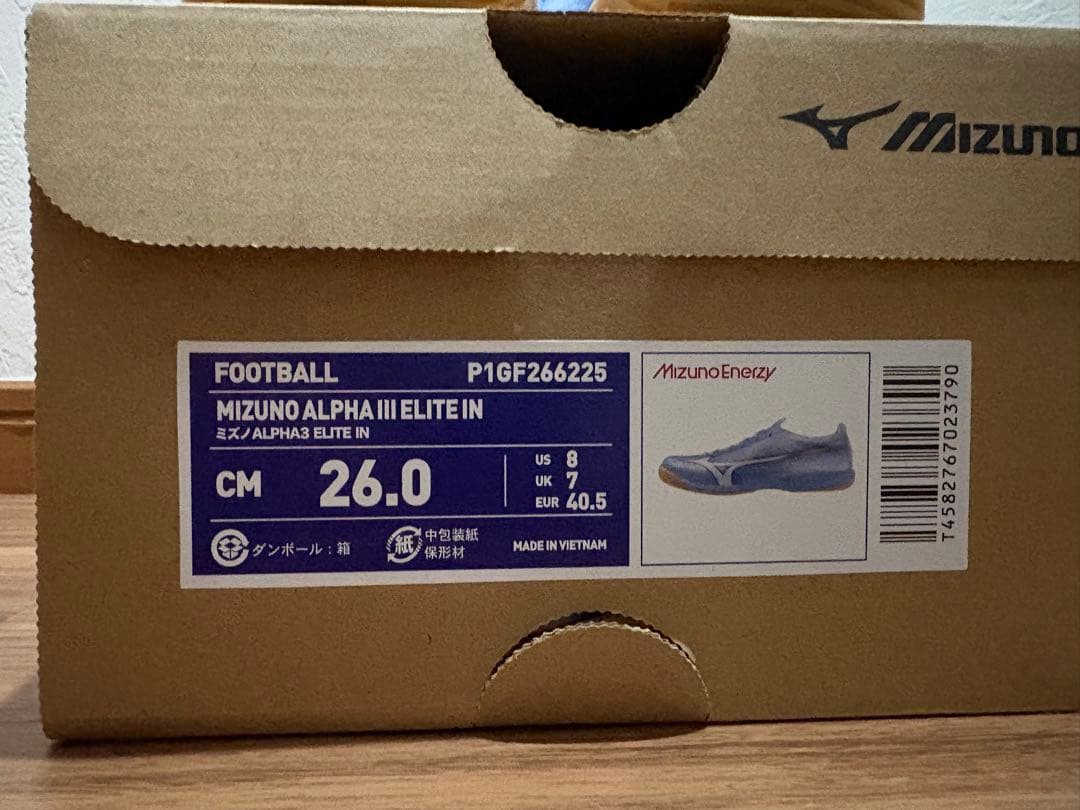 MIZUNO
FOOTBALL P1GF266225
MIZUNO ALPHA III ELITE IN
ミズノALPHA3 ELITE IN
CM 26.0
US 8
UK 7
EUR 40.5
ダンボール：箱
紙 中包装紙
保形材
MADE IN VIETNAM
MIZUNO ENERZY
T4582767023790